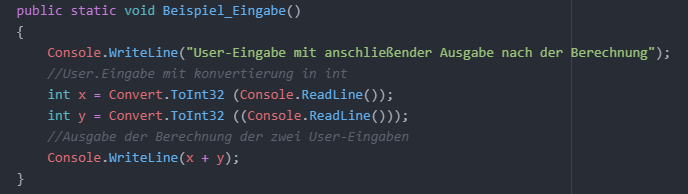 public static void Beispiel_Eingabe()
{
Console.WriteLine("User-Eingabe mit anschließender Ausgabe nach der Berechnung");
//User.Eingabe mit konvertierung in int
int x = Convert.ToInt32 (Console.ReadLine());
int y = Convert.ToInt32 ((Console.ReadLine()));
//Ausgabe der Berechnung der zwei User-Eingaben
Console.WriteLine(x + y);
}